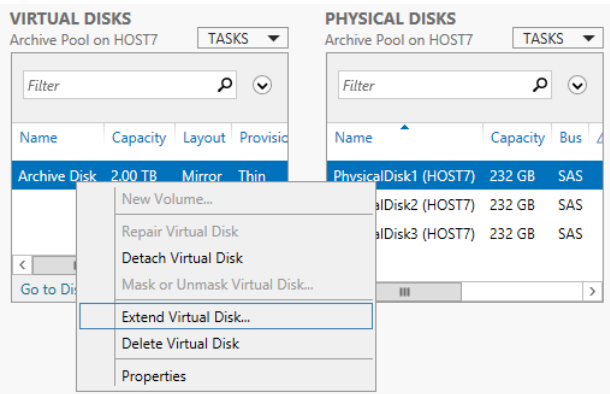 VIRTUAL DISKS
Archive Pool on HOST7
TASKS
Filter
Name Capacity Layout Provisic
Archive Disk 2.00 TB Mirror Thin
Go to Dis
New Volume...
Repair Virtual Disk
Detach Virtual Disk
Mask or Unmask Virtual Disk...
Extend Virtual Disk...
Delete Virtual Disk
Properties
PHYSICAL DISKS
Archive Pool on HOST7
TASKS
Filter
Name Capacity Bus
PhysicalDisk1 (HOST7) 232 GB SAS
alDisk2 (HOST7) 232 GB SAS
alDisk3 (HOST7) 232 GB SAS